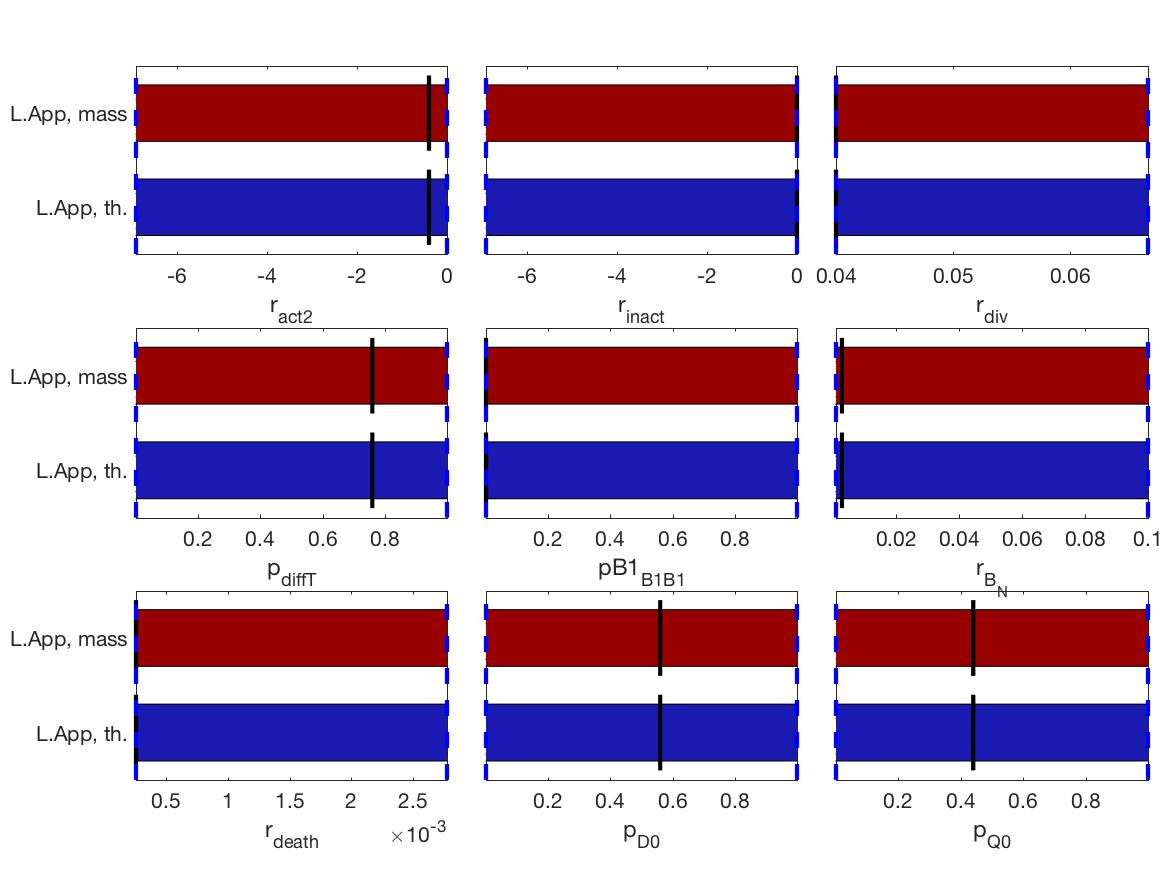 L.App, mass
L.App, th.
-6 -4 -2 0
r_act2
-6 -4 -2 0
r_inact
0.04 0.05 0.06
r_div
L.App, mass
L.App, th.
0.2 0.4 0.6 0.8
p_diffT
0.2 0.4 0.6 0.8
pB1_B1B1
0.02 0.04 0.06 0.08 0.1
r_B_N
L.App, mass
L.App, th.
0.5 1 1.5 2 2.5
r_death
×10^-3
0.2 0.4 0.6 0.8
p_D0
0.2 0.4 0.6 0.8
p_Q0